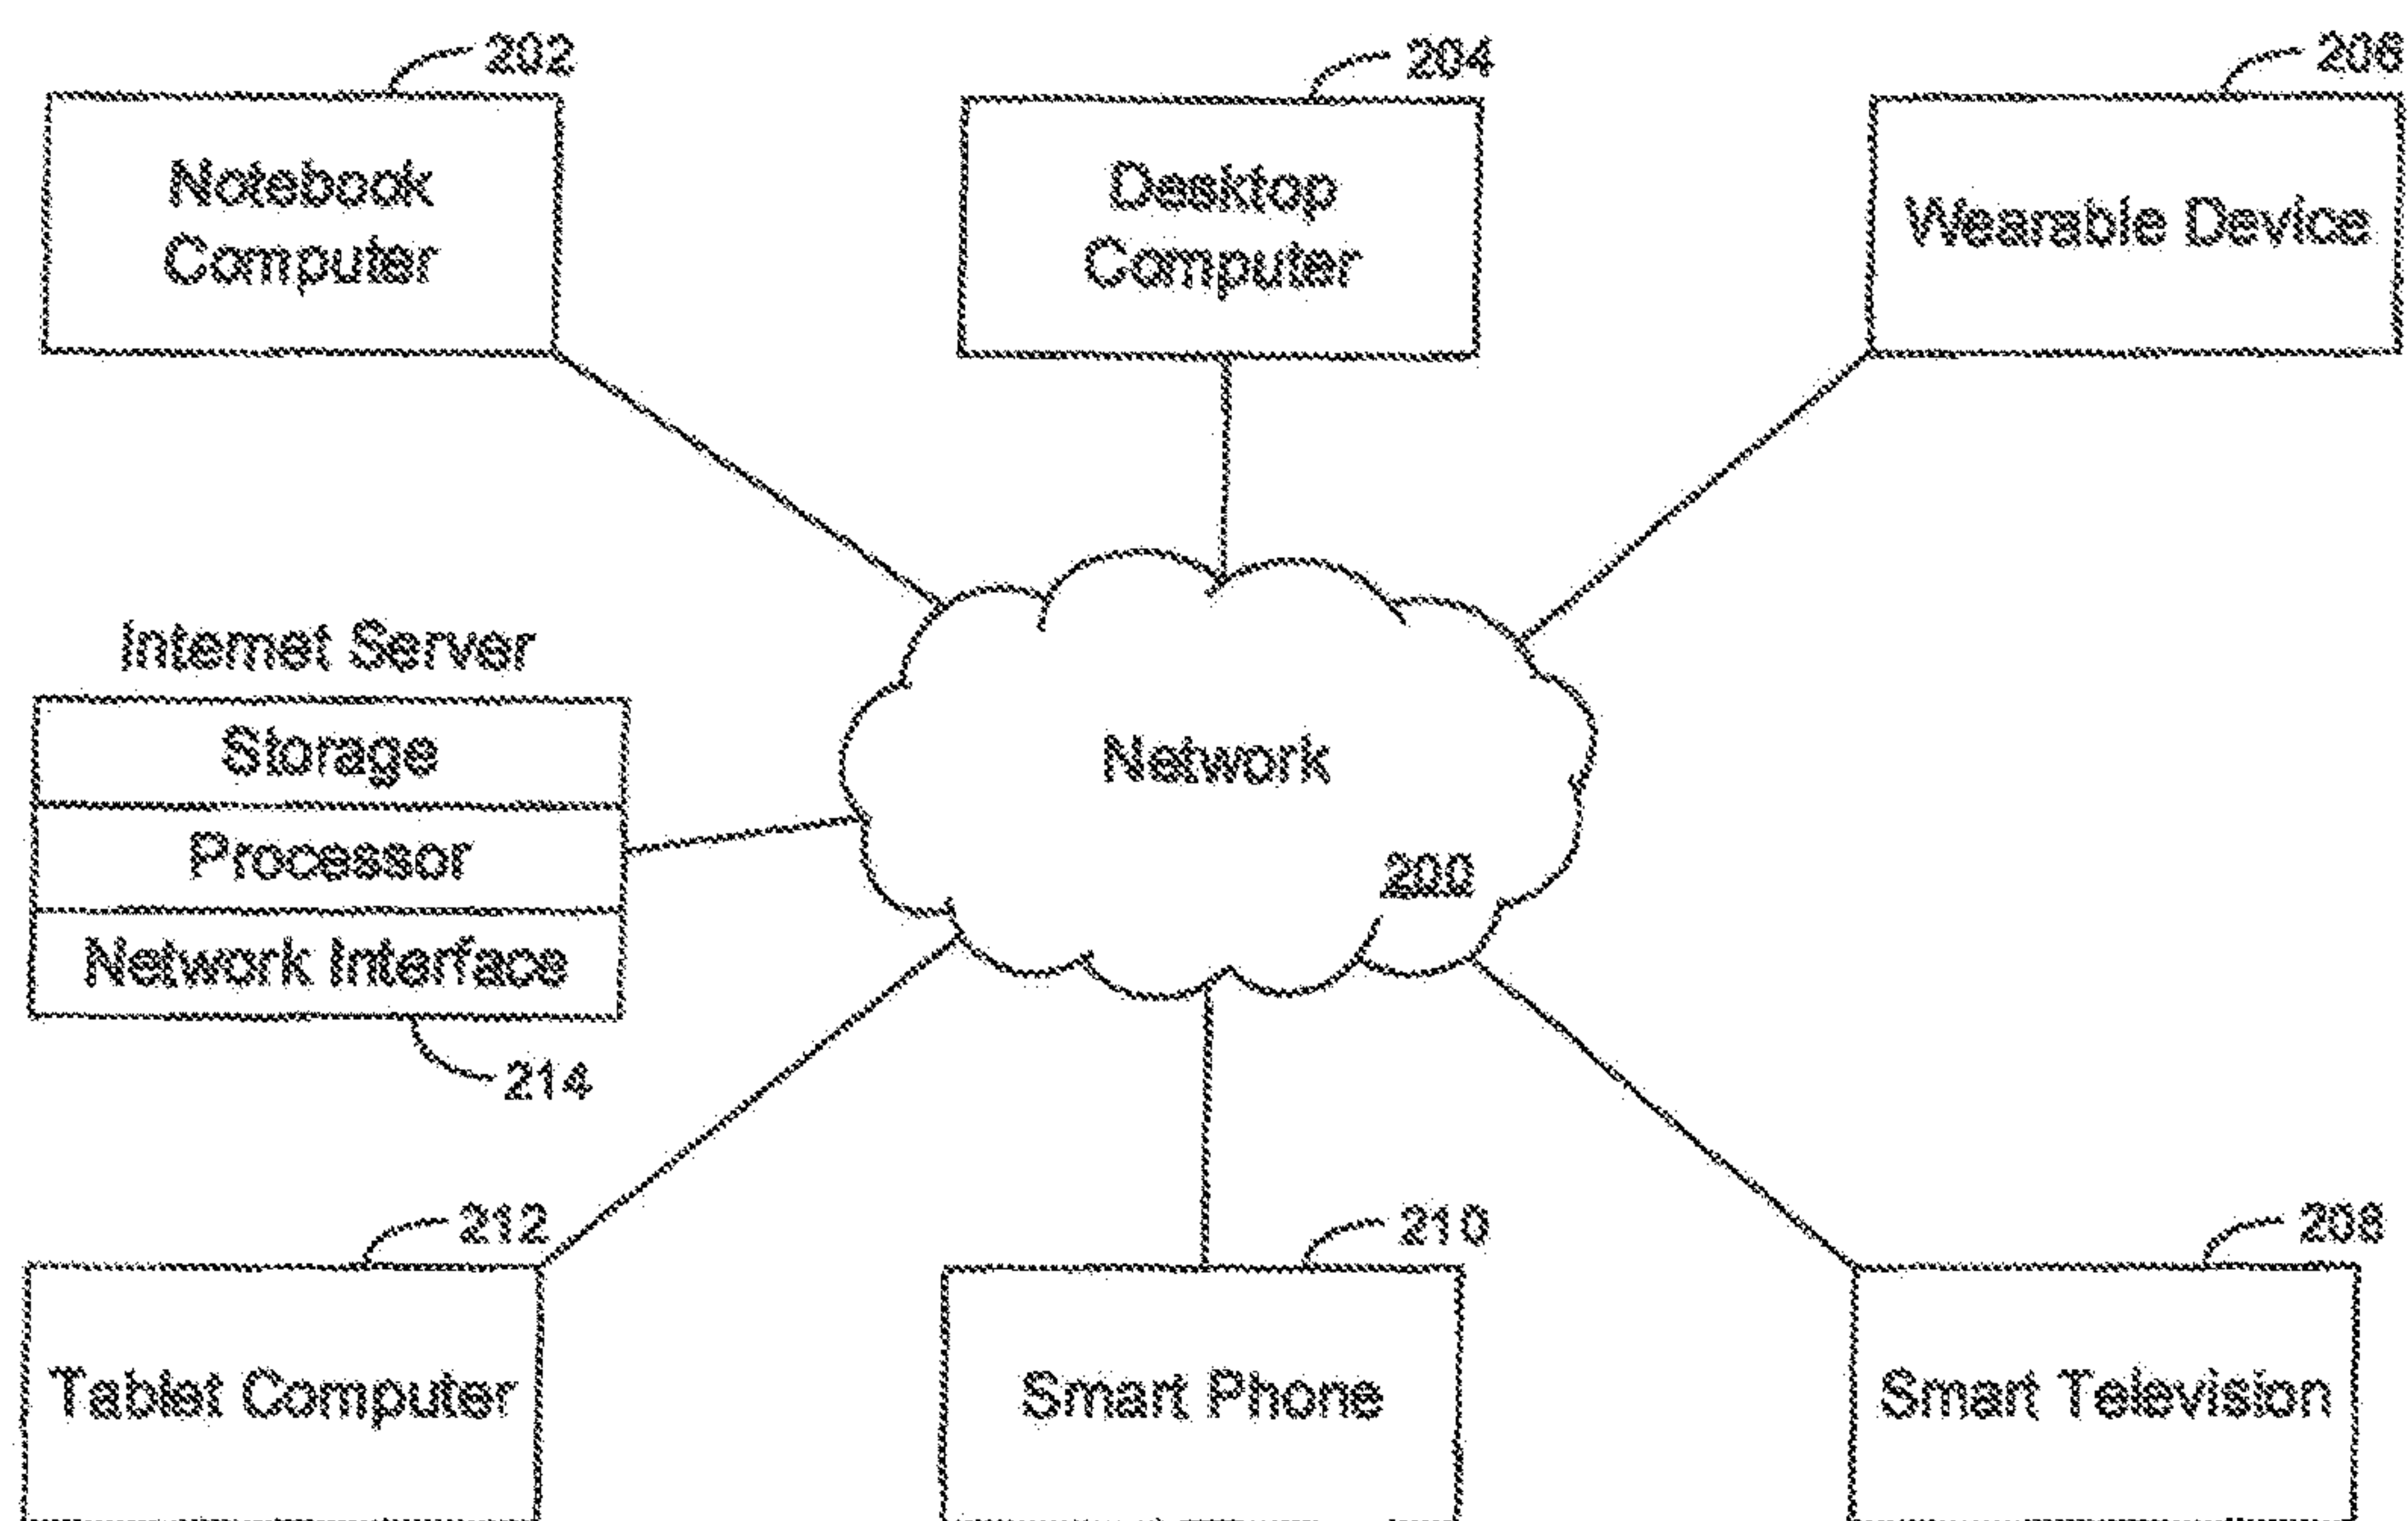 202
204
206
Notebook
Computer
Desktop
Computer
Wearable Device
Internet Server
Storage
Processor
Network Interface
214
Network
200
212
210
208
Tablet Computer
Smart Phone
Smart Television